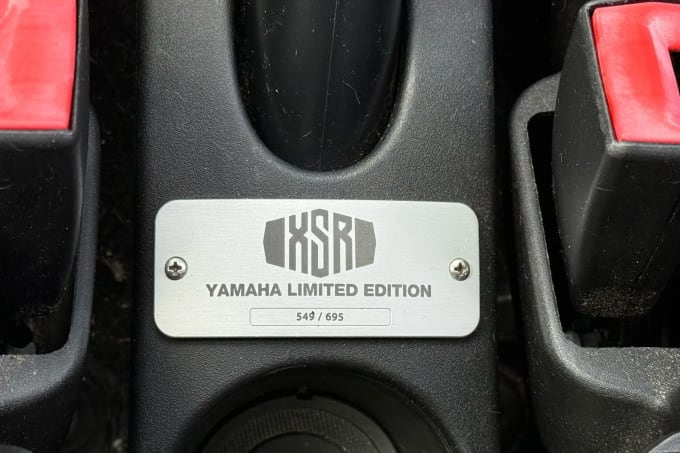 XSR
YAMAHA LIMITED EDITION
549 / 695